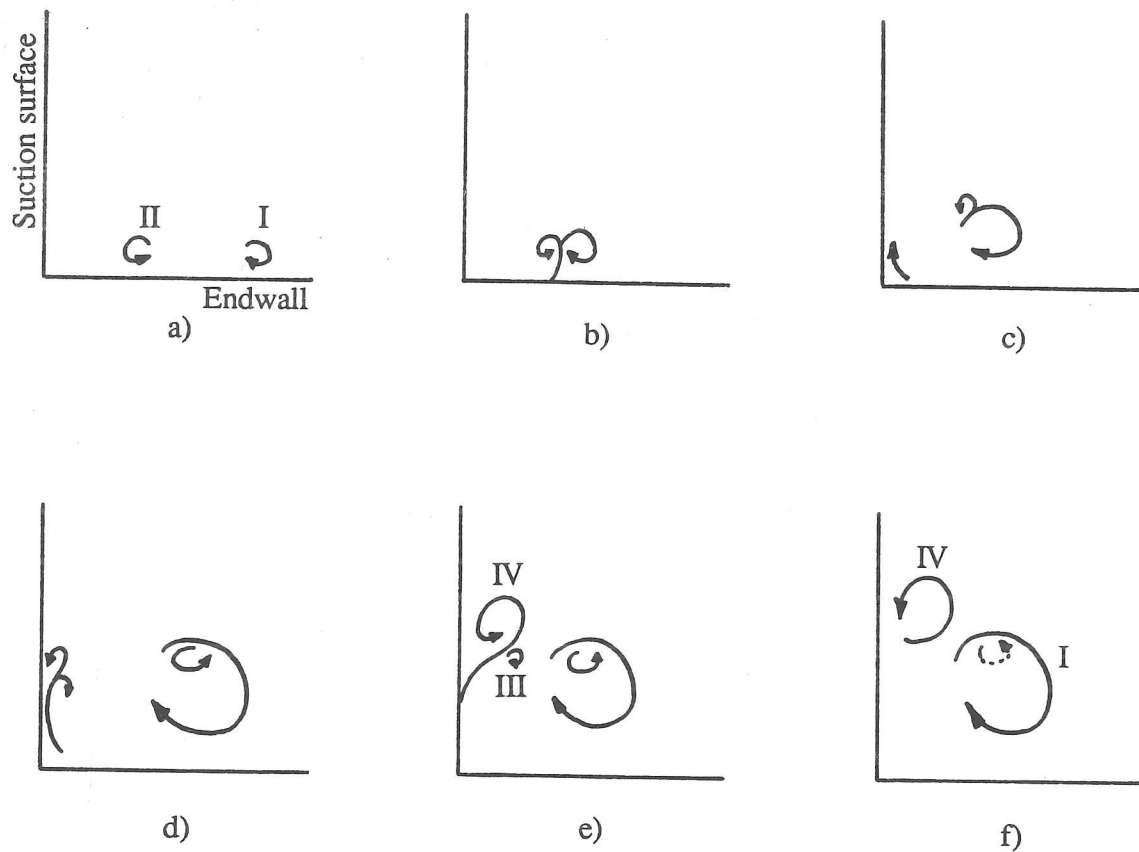 Suction surface
II
I
Endwall
a)
b)
c)
IV
III
IV
I
d)
e)
f)